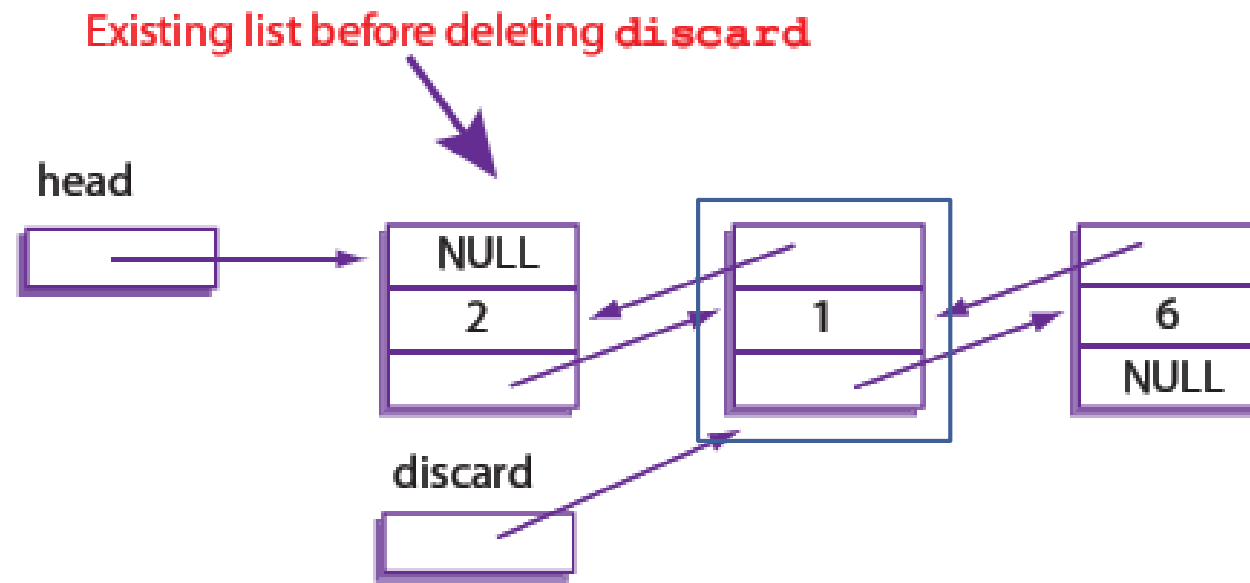 Existing list before deleting discard
head
NULL
2
1
6
NULL
discard